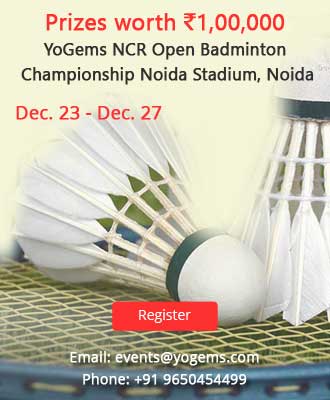 Prizes worth ₹1,00,000
YoGems NCR Open Badminton
Championship Noida Stadium, Noida
Dec. 23 - Dec. 27
Register
Email: events@yogems.com
Phone: +91 9650454499